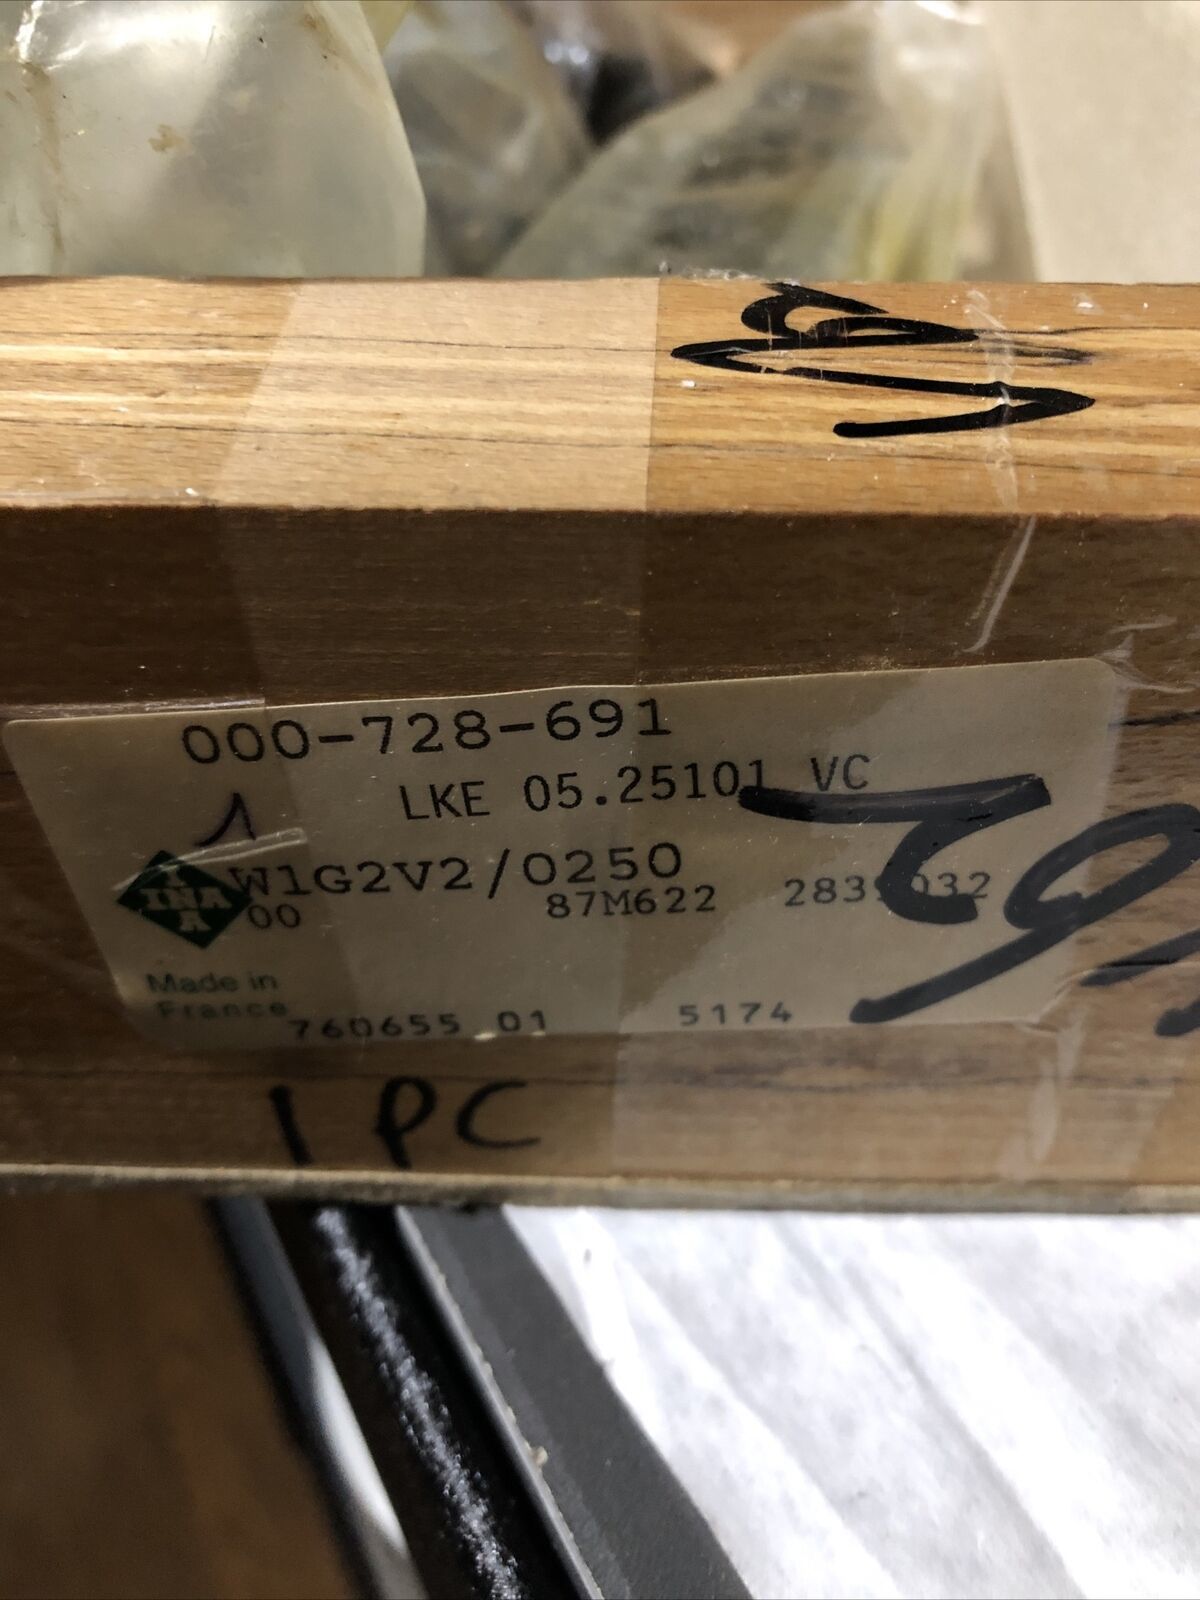 000-728-691
LKE 05.25101 VC
1
INA
W1G2V2/0250
00 87M622
Made in
France
760655 01 5174
1 PC